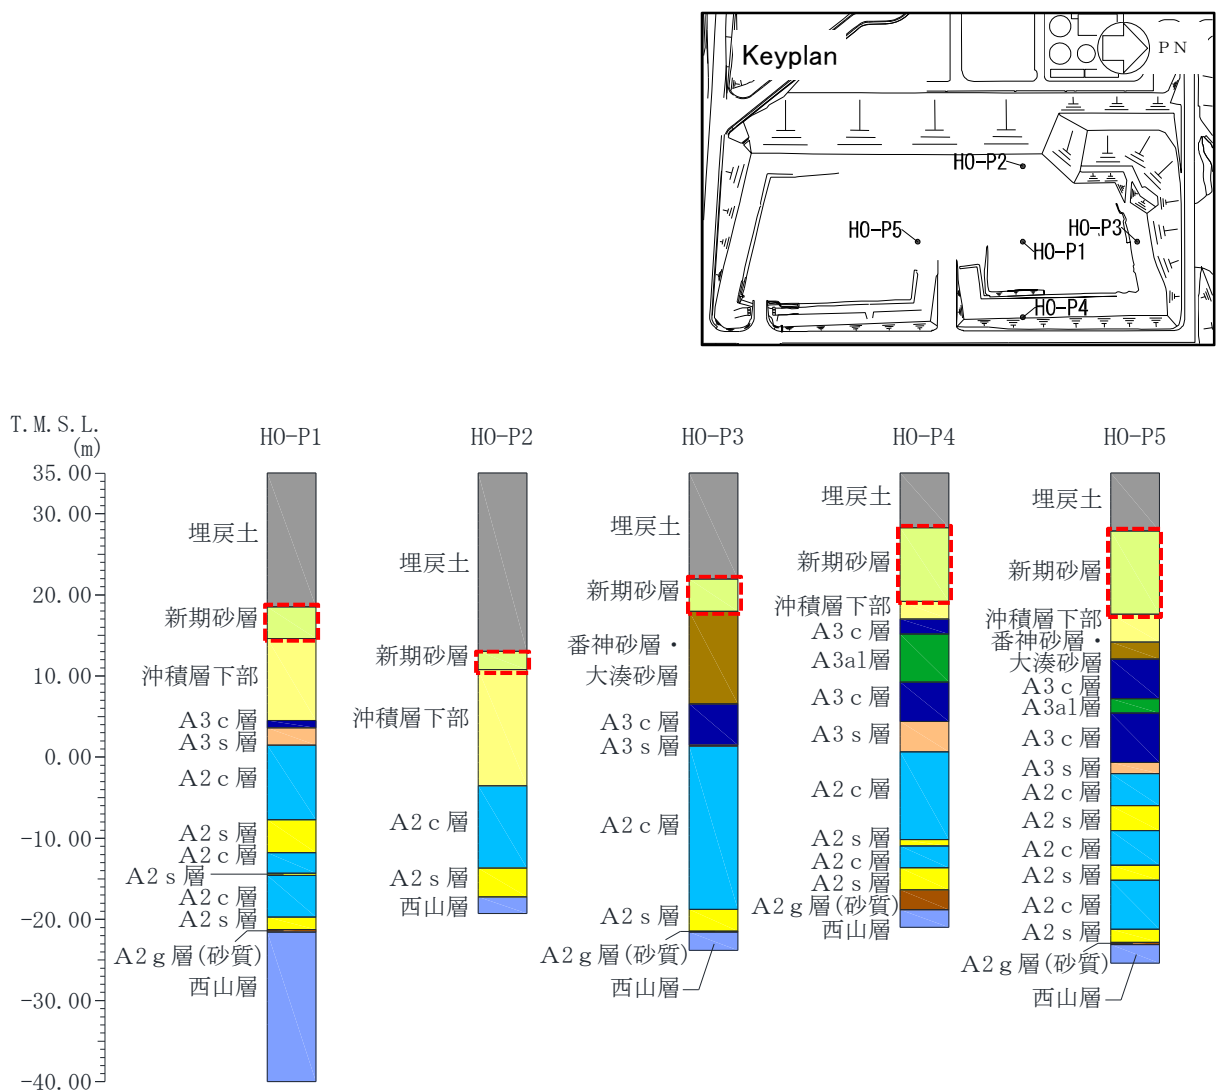 Keyplan
PN
HO-P2
HO-P5
HO-P3
HO-P1
HO-P4
T.M.S.L.
(m)
HO-P1
HO-P2
HO-P3
HO-P4
HO-P5
35.00
30.00
20.00
10.00
0.00
-10.00
-20.00
-30.00
-40.00
埋戻土
新期砂層
沖積層下部
A3c層
A3s層
A2c層
A2s層
A2c層
A2s層
A2c層
A2s層
A2g層(砂質)
西山層
埋戻土
新期砂層
沖積層下部
A2c層
A2s層
西山層
埋戻土
新期砂層
番神砂層・
大湊砂層
A3c層
A3s層
A2c層
A2s層
A2g層(砂質)
西山層
埋戻土
新期砂層
沖積層下部
A3c層
A3al層
A3c層
A3s層
A2c層
A2s層
A2c層
A2s層
A2g層(砂質)
西山層
埋戻土
新期砂層
沖積層下部
番神砂層・
大湊砂層
A3c層
A3al層
A3c層
A3s層
A2c層
A2s層
A2c層
A2s層
A2c層
A2s層
A2g層(砂質)
西山層